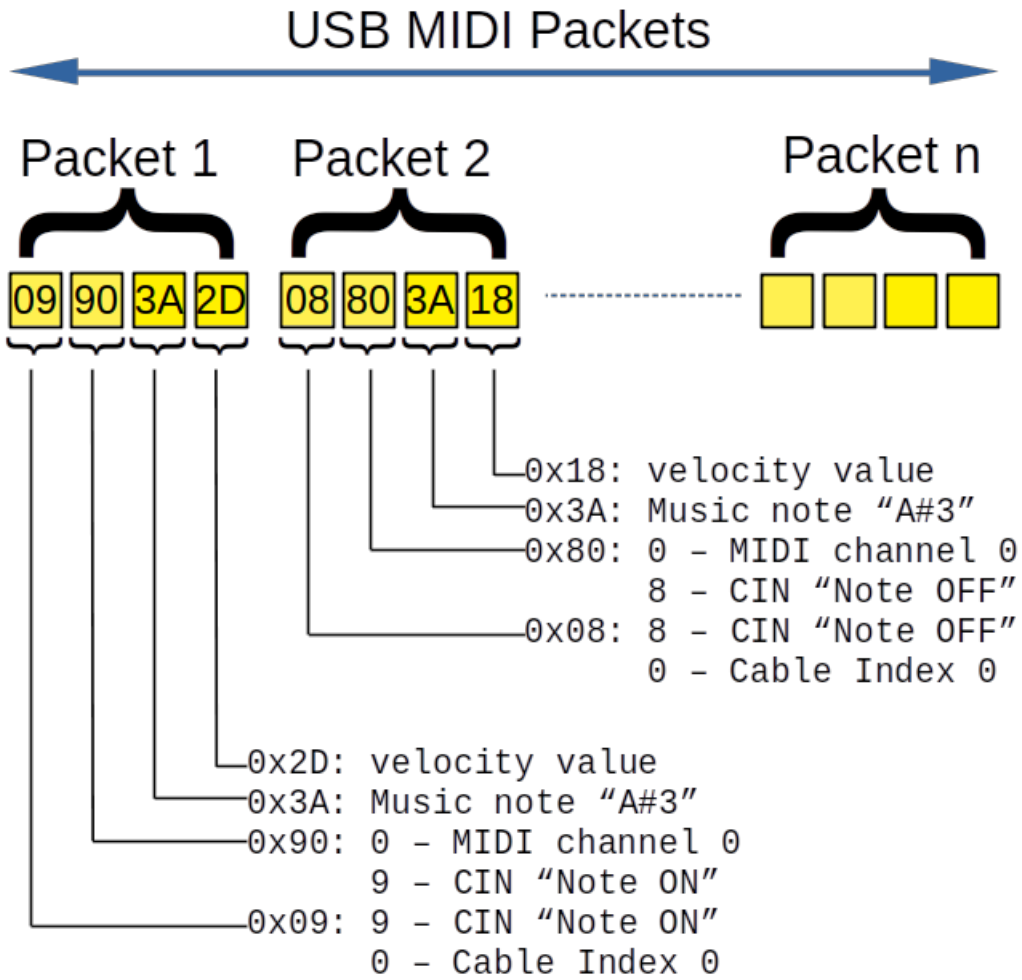 USB MIDI Packets
Packet 1 Packet 2 Packet n
09 90 3A 2D 08 80 3A 18
0x18: velocity value
0x3A: Music note “A#3”
0x80: 0 – MIDI channel 0
8 – CIN “Note OFF”
0x08: 8 – CIN “Note OFF”
0 – Cable Index 0
0x2D: velocity value
0x3A: Music note “A#3”
0x90: 0 – MIDI channel 0
9 – CIN “Note ON”
0x09: 9 – CIN “Note ON”
0 – Cable Index 0